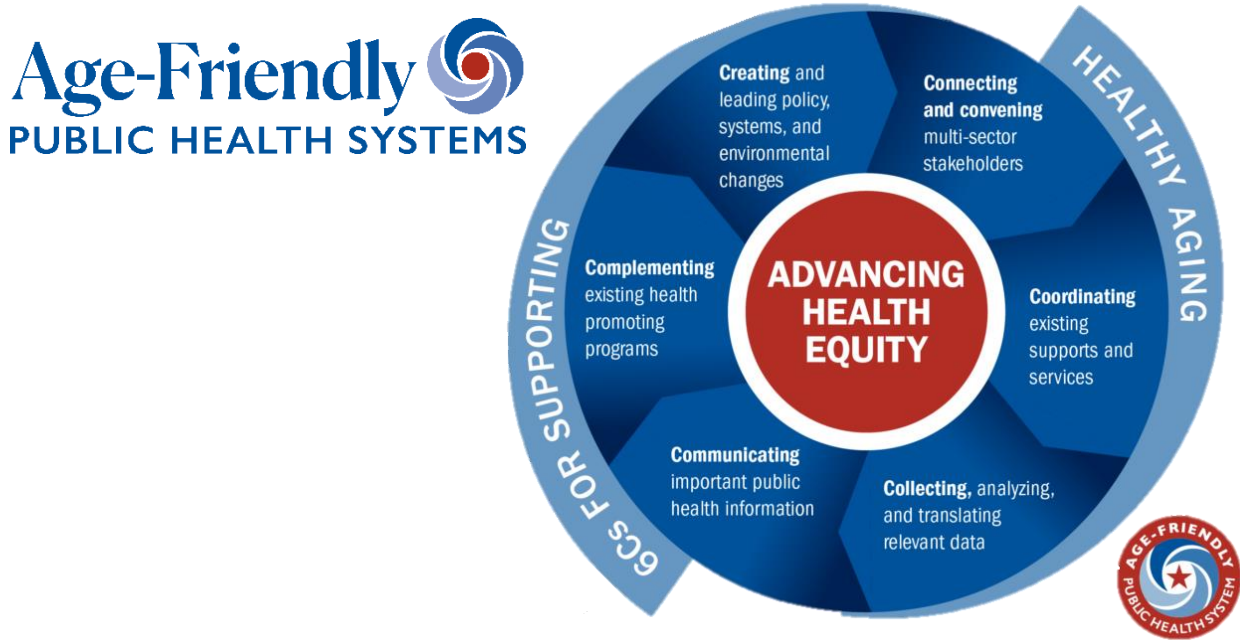 Age-Friendly
PUBLIC HEALTH SYSTEMS
6Cs FOR SUPPORTING
HEALTHY AGING
Creating and
leading policy,
systems, and
environmental
changes
Connecting
and convening
multi-sector
stakeholders
Coordinating
existing
supports and
services
Collecting, analyzing,
and translating
relevant data
Communicating
important public
health information
Complementing
existing health
promoting
programs
ADVANCING
HEALTH
EQUITY
AGE-FRIENDLY
PUBLIC HEALTH SYSTEM